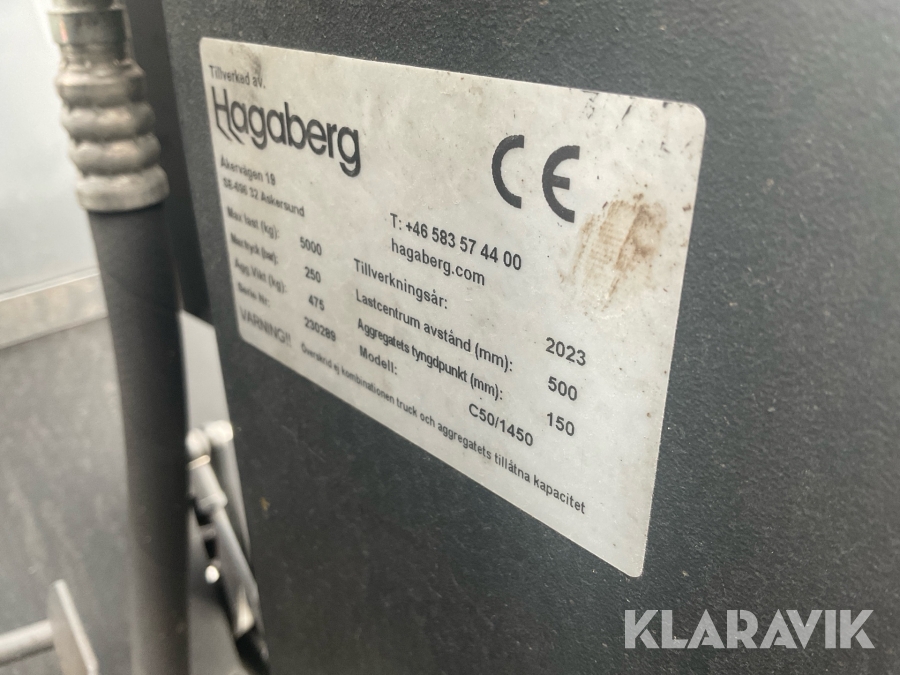 Tillverkad av.
Hagaberg
CE
Åkervägen 19
SE-696 32 Askersund
T: +46 583 57 44 00
hagaberg.com
Max last (kg): 5000
Tillverkningsår: 2023
Maxtryck (bar): 250
Lastcentrum avstånd (mm): 500
Agg Vikt (kg): 475
Aggregatets tyngdpunkt (mm): 150
Serie Nr: 230289
Modell: C50/1450
VARNING!! Överskrid ej kombinationen truck och aggregatets tillåtna kapacitet
KLARAVIK